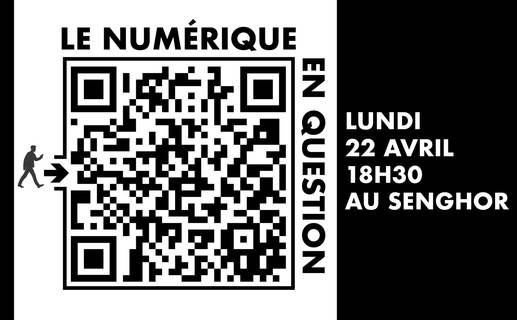 LE NUMÉRIQUE
EN QUESTION
LUNDI
22 AVRIL
18H30
AU SENGHOR